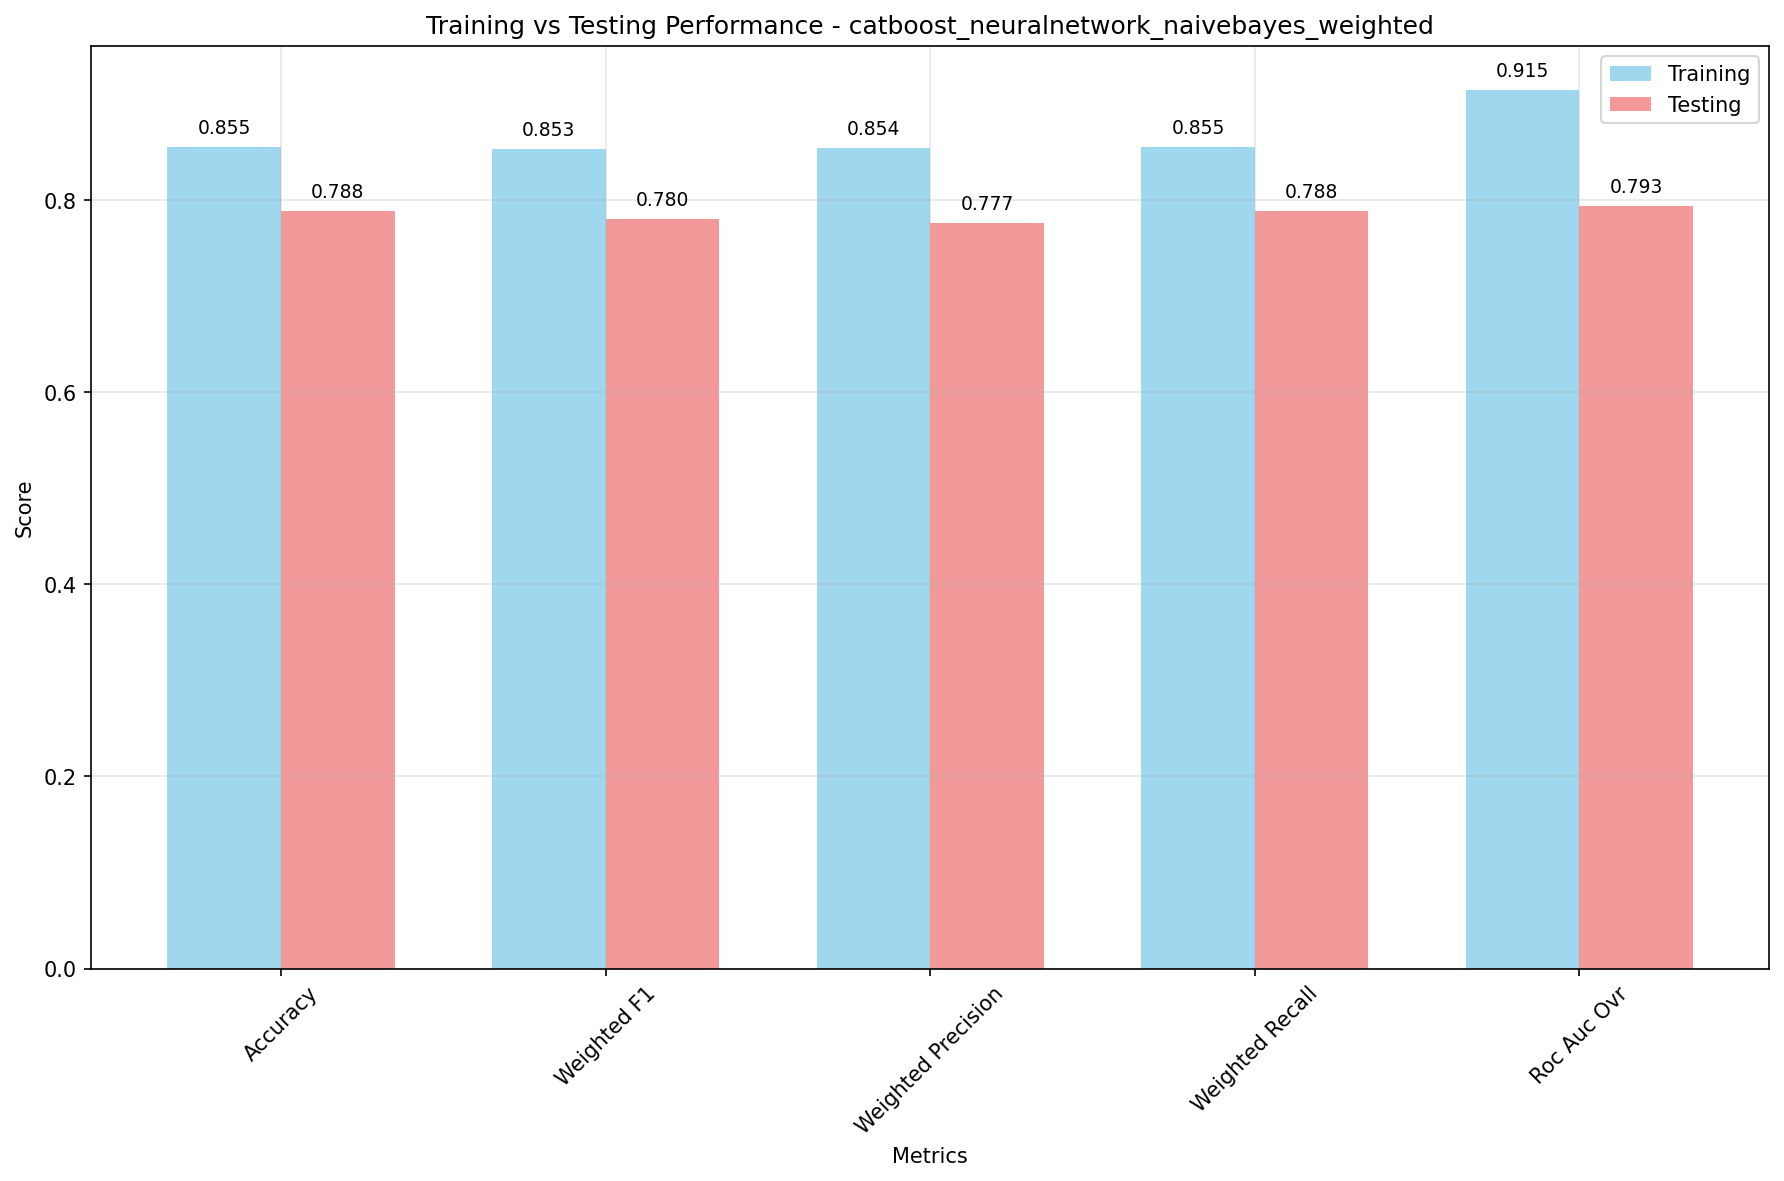 Training vs Testing Performance - catboost_neuralnetwork_naivebayes_weighted
Training
Testing
0.855
0.788
0.853
0.780
0.854
0.777
0.855
0.788
0.915
0.793
Score
0.8
0.6
0.4
0.2
0.0
Accuracy
Weighted F1
Weighted Precision
Weighted Recall
Roc Auc Ovr
Metrics